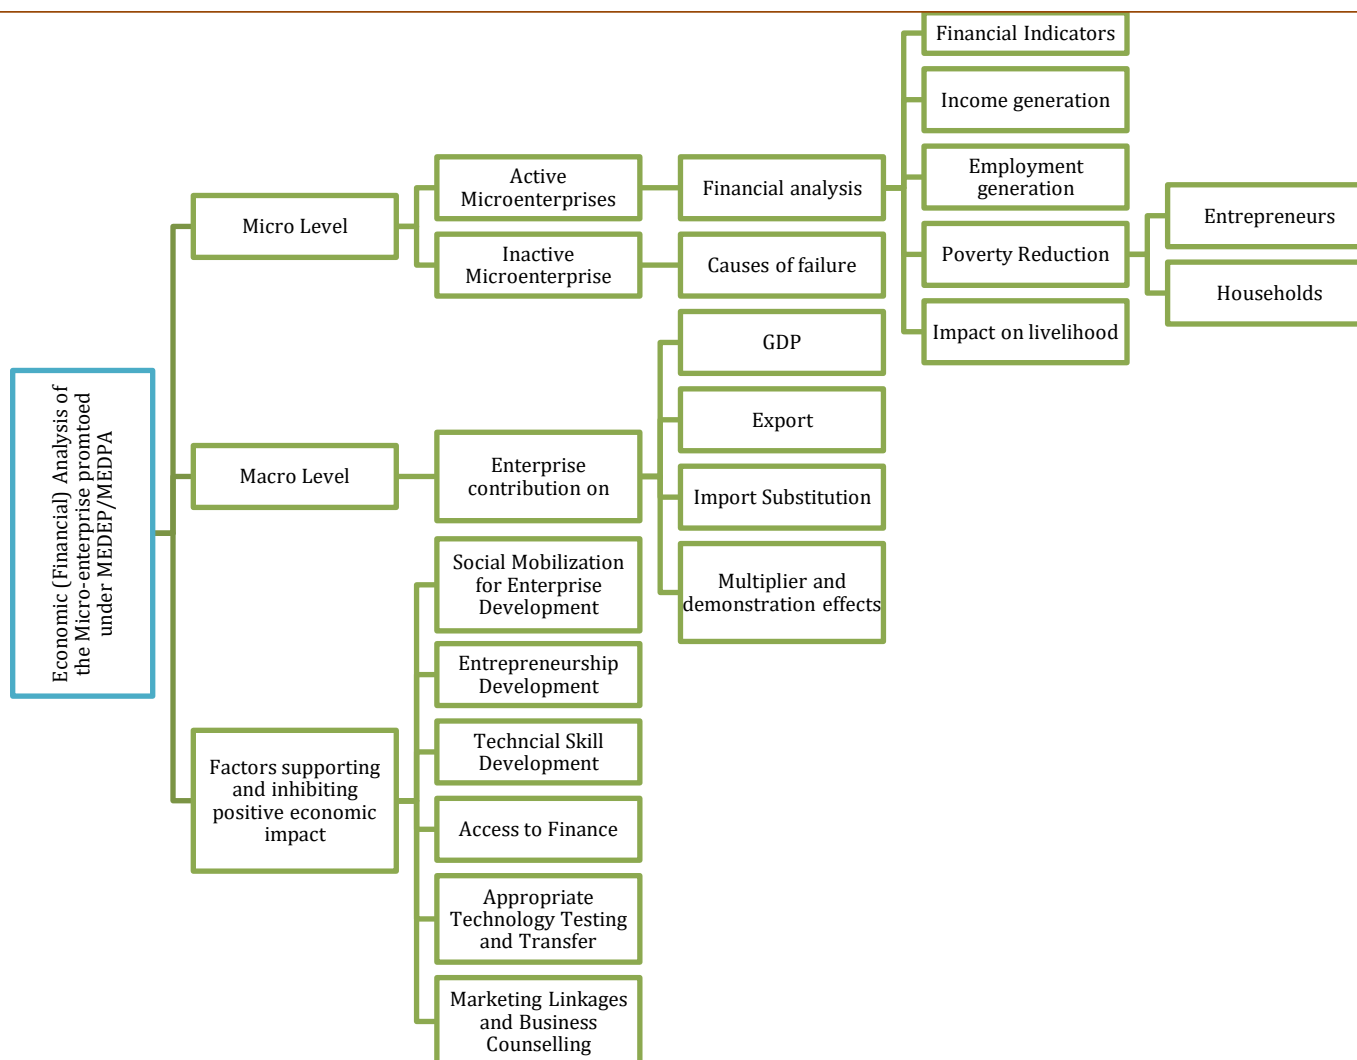 Economic (Financial) Analysis of
the Micro-enterprise promtoed
under MEDEP/MEDPA
Micro Level
Active
Microenterprises
Financial analysis
Financial Indicators
Income generation
Employment
generation
Poverty Reduction
Entrepreneurs
Households
Impact on livelihood
Inactive
Microenterprise
Causes of failure
Macro Level
Enterprise
contribution on
GDP
Export
Import Substitution
Multiplier and
demonstration effects
Factors supporting
and inhibiting
positive economic
impact
Social Mobilization
for Enterprise
Development
Entrepreneurship
Development
Techncial Skill
Development
Access to Finance
Appropriate
Technology Testing
and Transfer
Marketing Linkages
and Business
Counselling